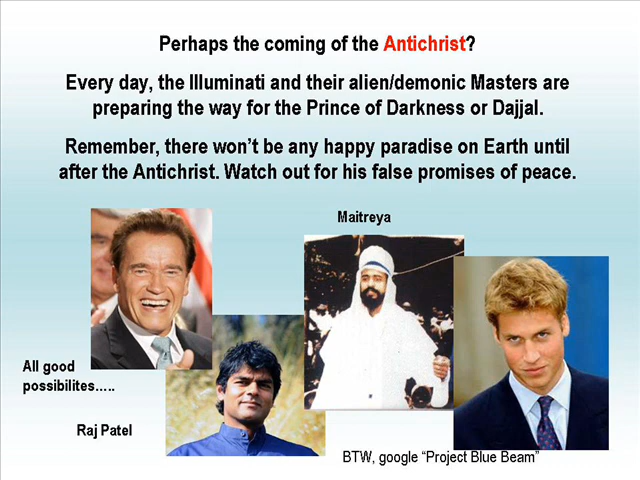 Perhaps the coming of the Antichrist?
Every day, the Illuminati and their alien/demonic Masters are
preparing the way for the Prince of Darkness or Dajjal.
Remember, there won't be any happy paradise on Earth until
after the Antichrist. Watch out for his false promises of peace.
Maitreya
All good
possibilites.....
Raj Patel
BTW, google “Project Blue Beam”